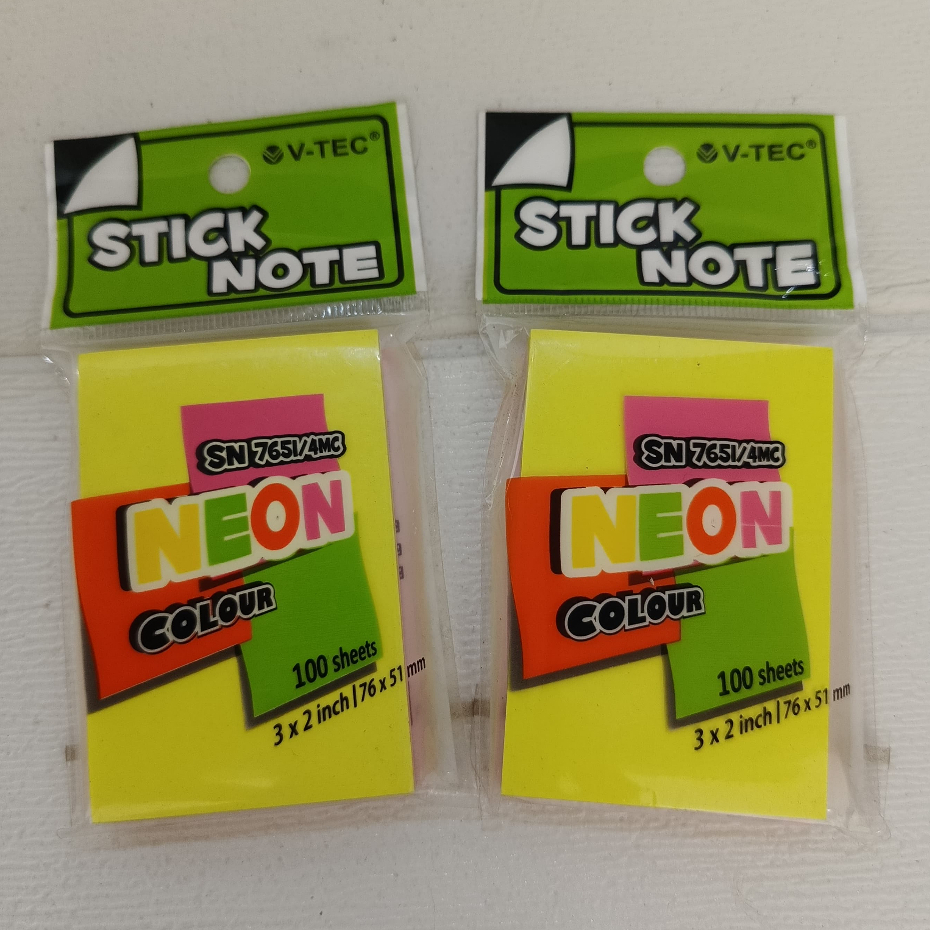 V-TEC®
STICK
NOTE
SN 7651/4MC
NEON
COLOUR
100 sheets
3 x 2 inch | 76 x 51 mm
V-TEC®
STICK
NOTE
SN 7651/4MC
NEON
COLOUR
100 sheets
3 x 2 inch | 76 x 51 mm